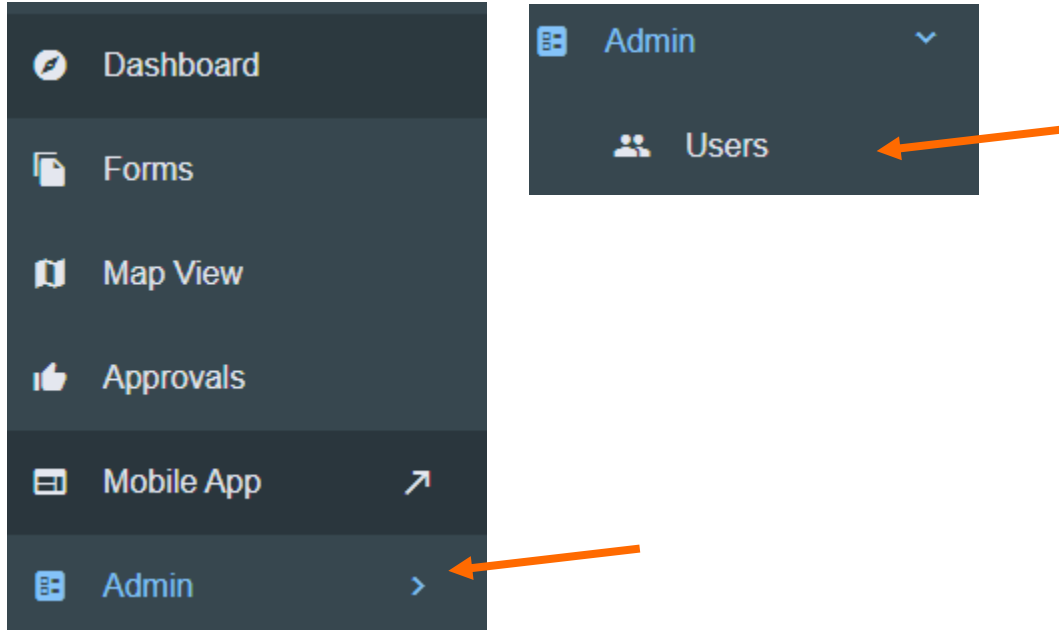 Dashboard
Forms
Map View
Approvals
Mobile App
Admin
Admin
Users